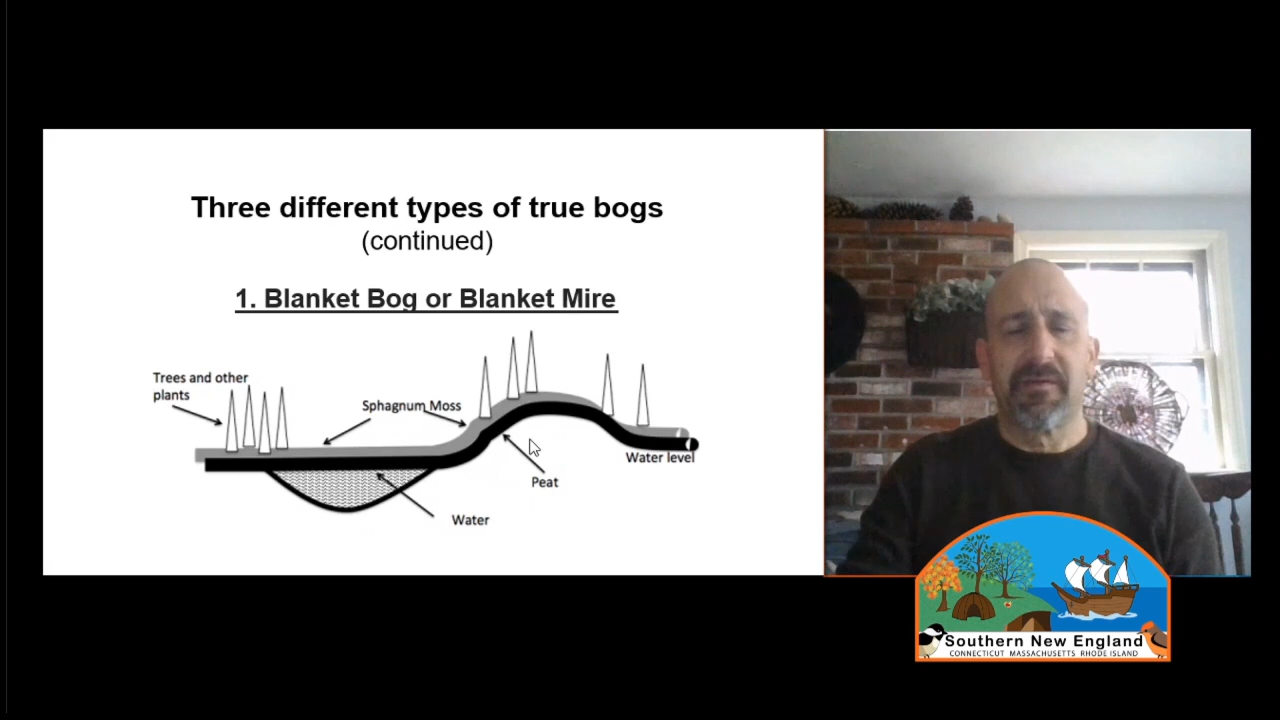 Three different types of true bogs
(continued)
1. Blanket Bog or Blanket Mire
Trees and other
plants
Sphagnum Moss
Water level
Peat
Water
Southern New England
CONNECTICUT MASSACHUSETTS RHODE ISLAND